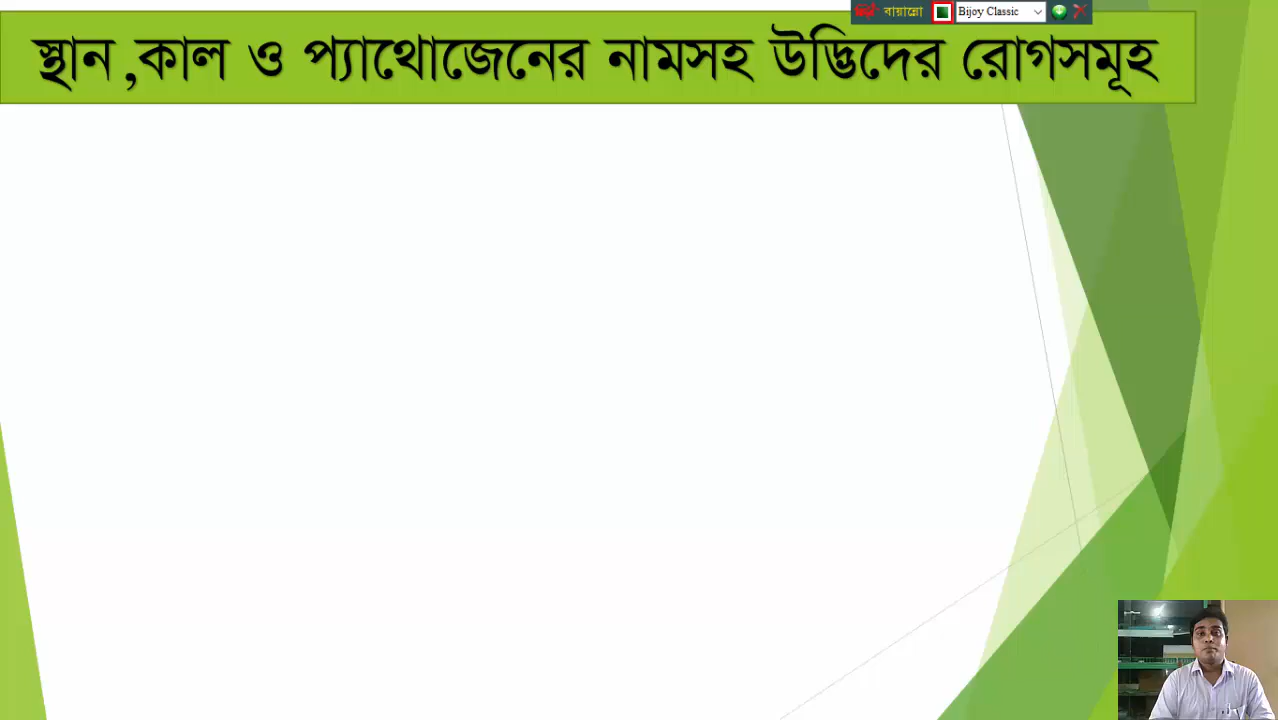 বায়ান্নো Bijoy Classic
স্থান ,কাল ও প্যাথোজেনের নামসহ উদ্ভিদের রোগসমূহ